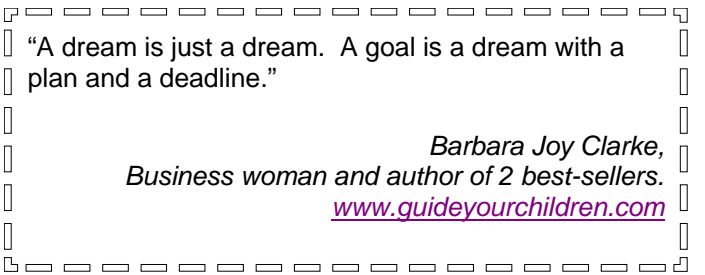 “A dream is just a dream.  A goal is a dream with a
plan and a deadline.”
Barbara Joy Clarke,
Business woman and author of 2 best-sellers.
www.guideyourchildren.com